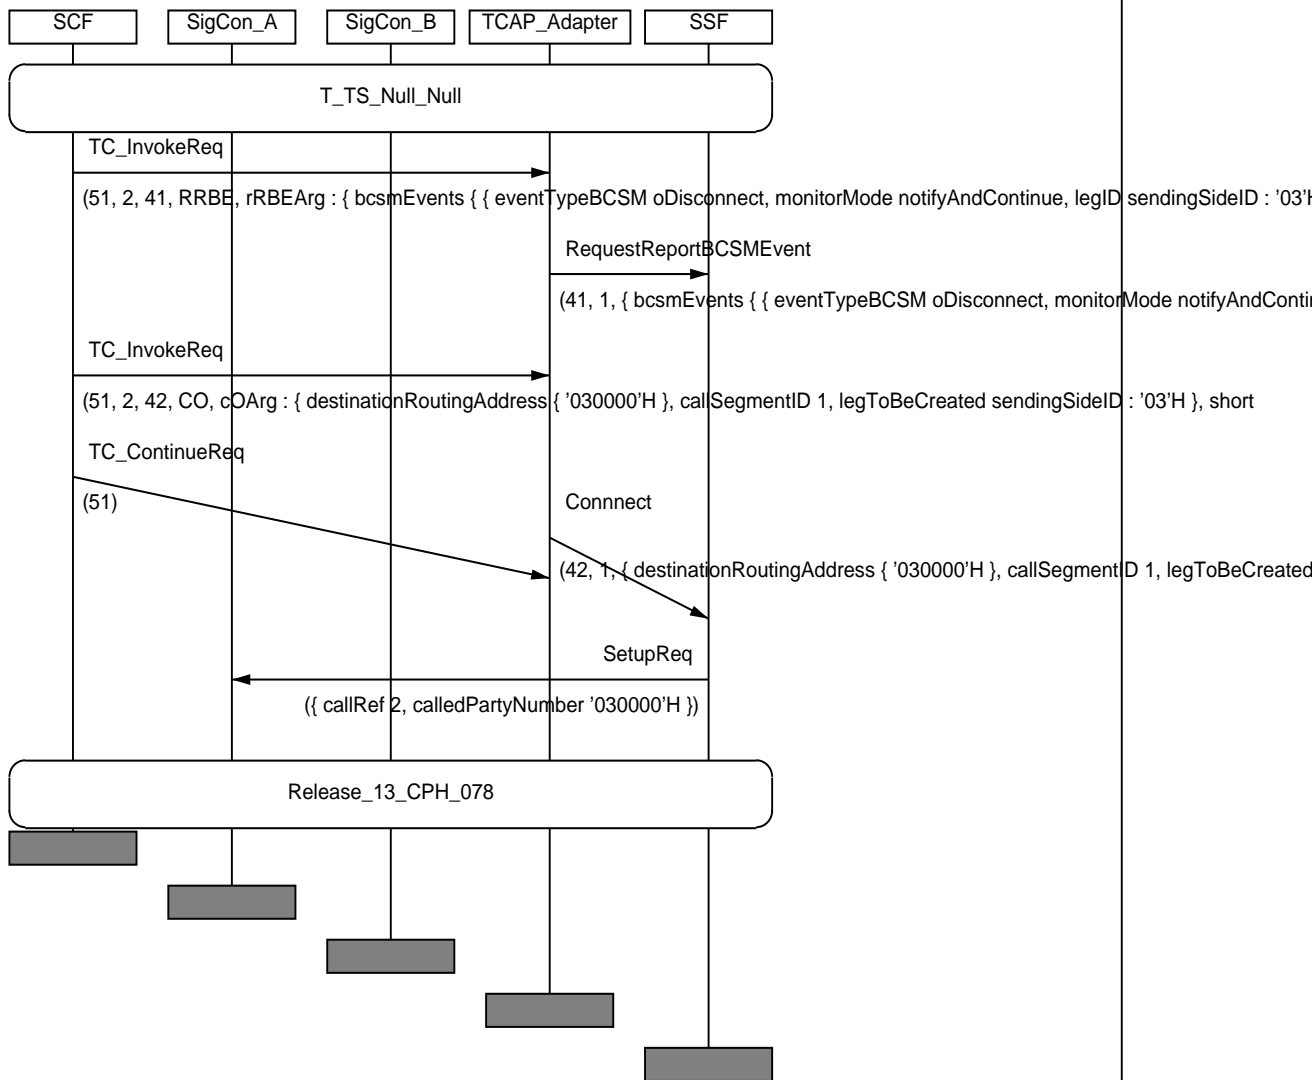 SCF SigCon_A SigCon_B TCAP_Adapter SSF
T_TS_Null_Null
TC_InvokeReq
(51, 2, 41, RRBE, rRBEArg : { bcsmEvents { { eventTypeBCSM oDisconnect, monitorMode notifyAndContinue, legID sendingSideID : '03'H
RequestReportBCSMEvent
(41, 1, { bcsmEvents { { eventTypeBCSM oDisconnect, monitorMode
TC_InvokeReq
(51, 2, 42, CO, cOArg : { destinationRoutingAddress { '030000'H }, callSegmentID 1, legToBeCreated sendingSideID : '03'H }, short
TC_ContinueReq
(51)
Connnect
(42, 1, { destinationRoutingAddress { '030000'H }, callSegmentID 1, legToBeCreated
SetupReq
({ callRef 2, calledPartyNumber '030000'H })
Release_13_CPH_078